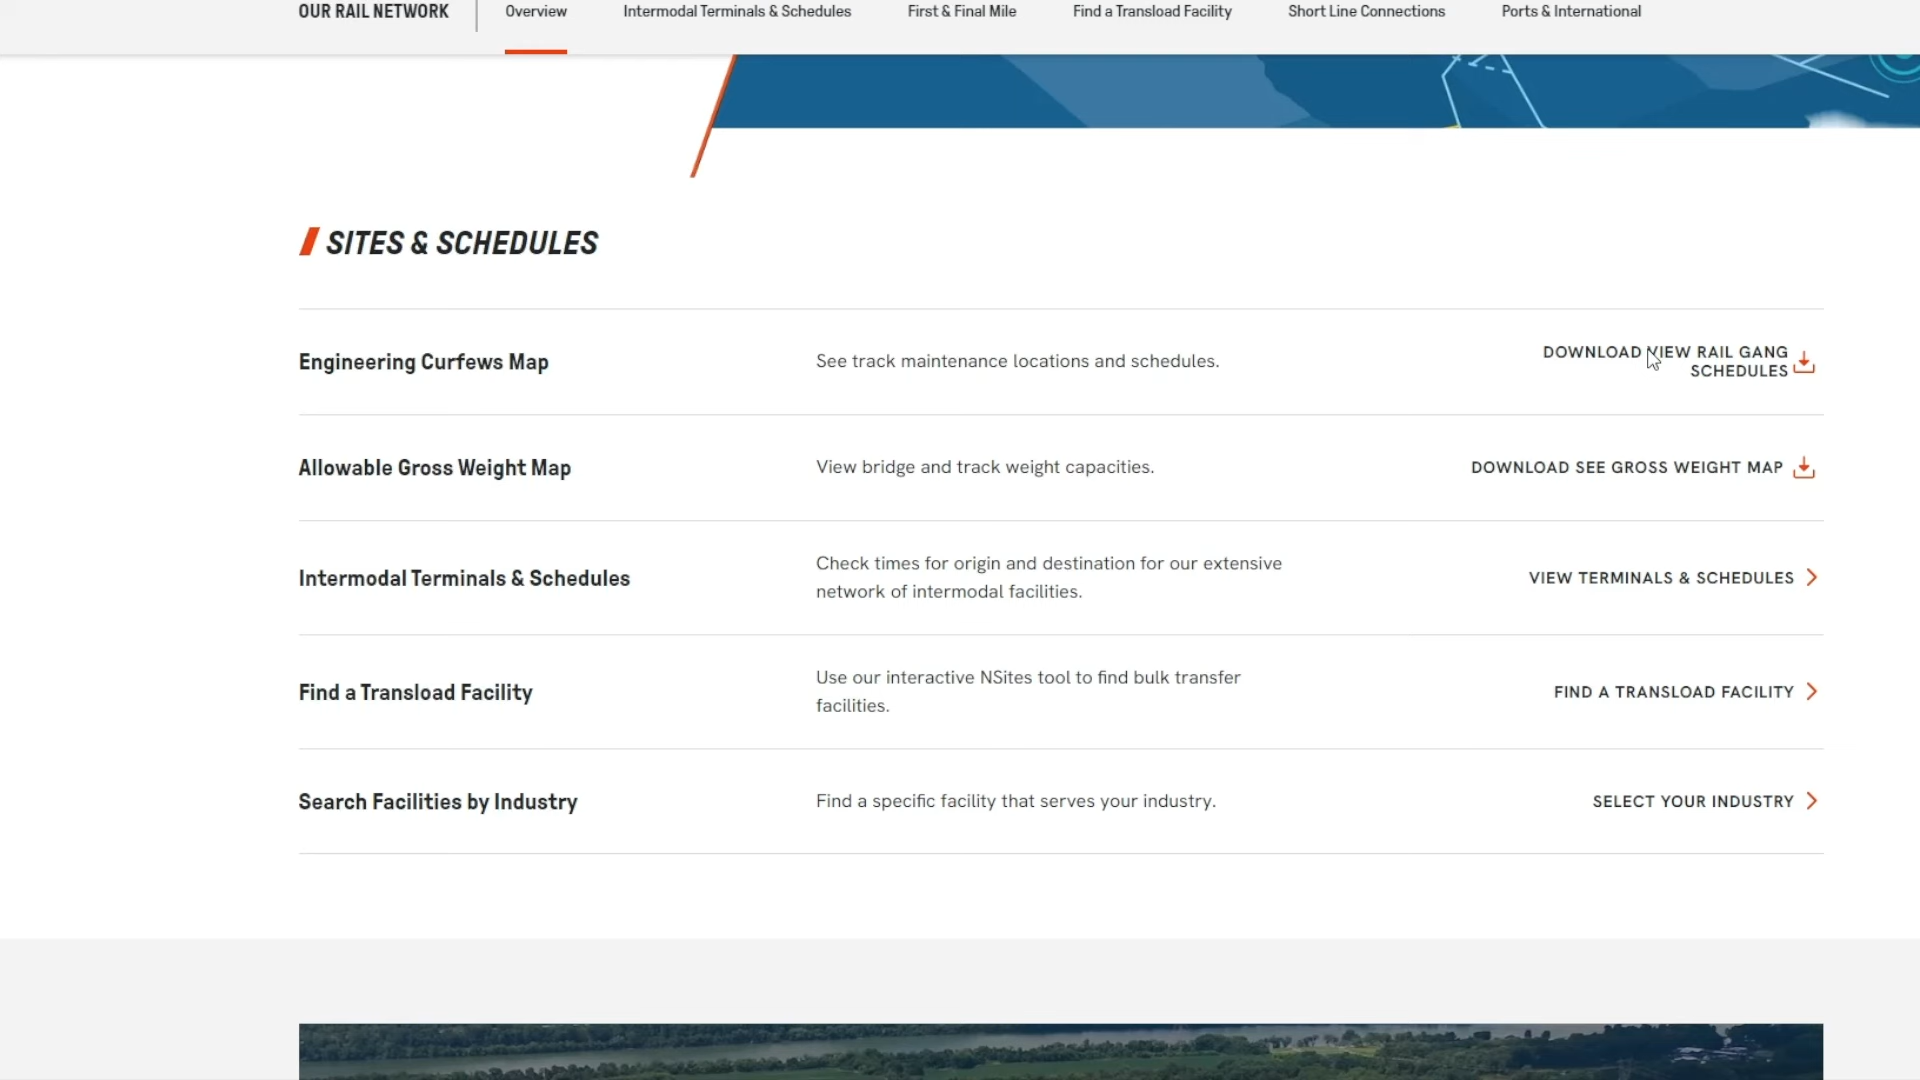 OUR RAIL NETWORK
Overview
Intermodal Terminals & Schedules
First & Final Mile
Find a Transload Facility
Short Line Connections
Ports & International
SITES & SCHEDULES
Engineering Curfews Map
See track maintenance locations and schedules.
DOWNLOAD VIEW RAIL GANG
SCHEDULES
Allowable Gross Weight Map
View bridge and track weight capacities.
DOWNLOAD SEE GROSS WEIGHT MAP
Intermodal Terminals & Schedules
Check times for origin and destination for our extensive
network of intermodal facilities.
VIEW TERMINALS & SCHEDULES
Find a Transload Facility
Use our interactive NSites tool to find bulk transfer
facilities.
FIND A TRANSLOAD FACILITY
Search Facilities by Industry
Find a specific facility that serves your industry.
SELECT YOUR INDUSTRY